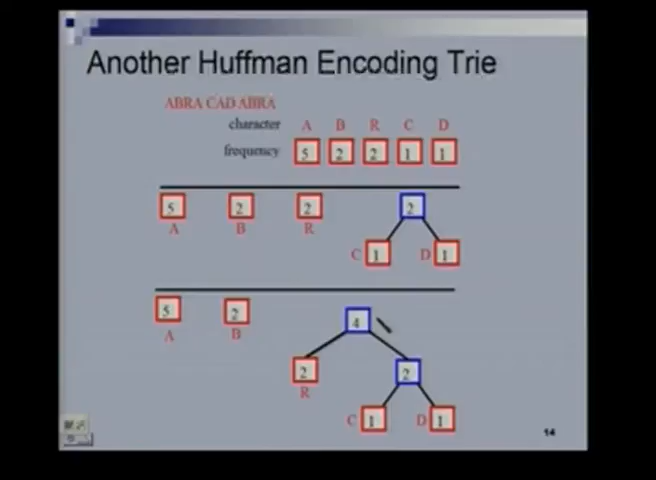 Another Huffman Encoding Trie
ABRA CAD ABRA
character A B R C D
frequency 5 2 2 1 1
5 2 2 2
A B R
C 1 D 1
5 2 4
A B
2 2
R
C 1 D 1
14